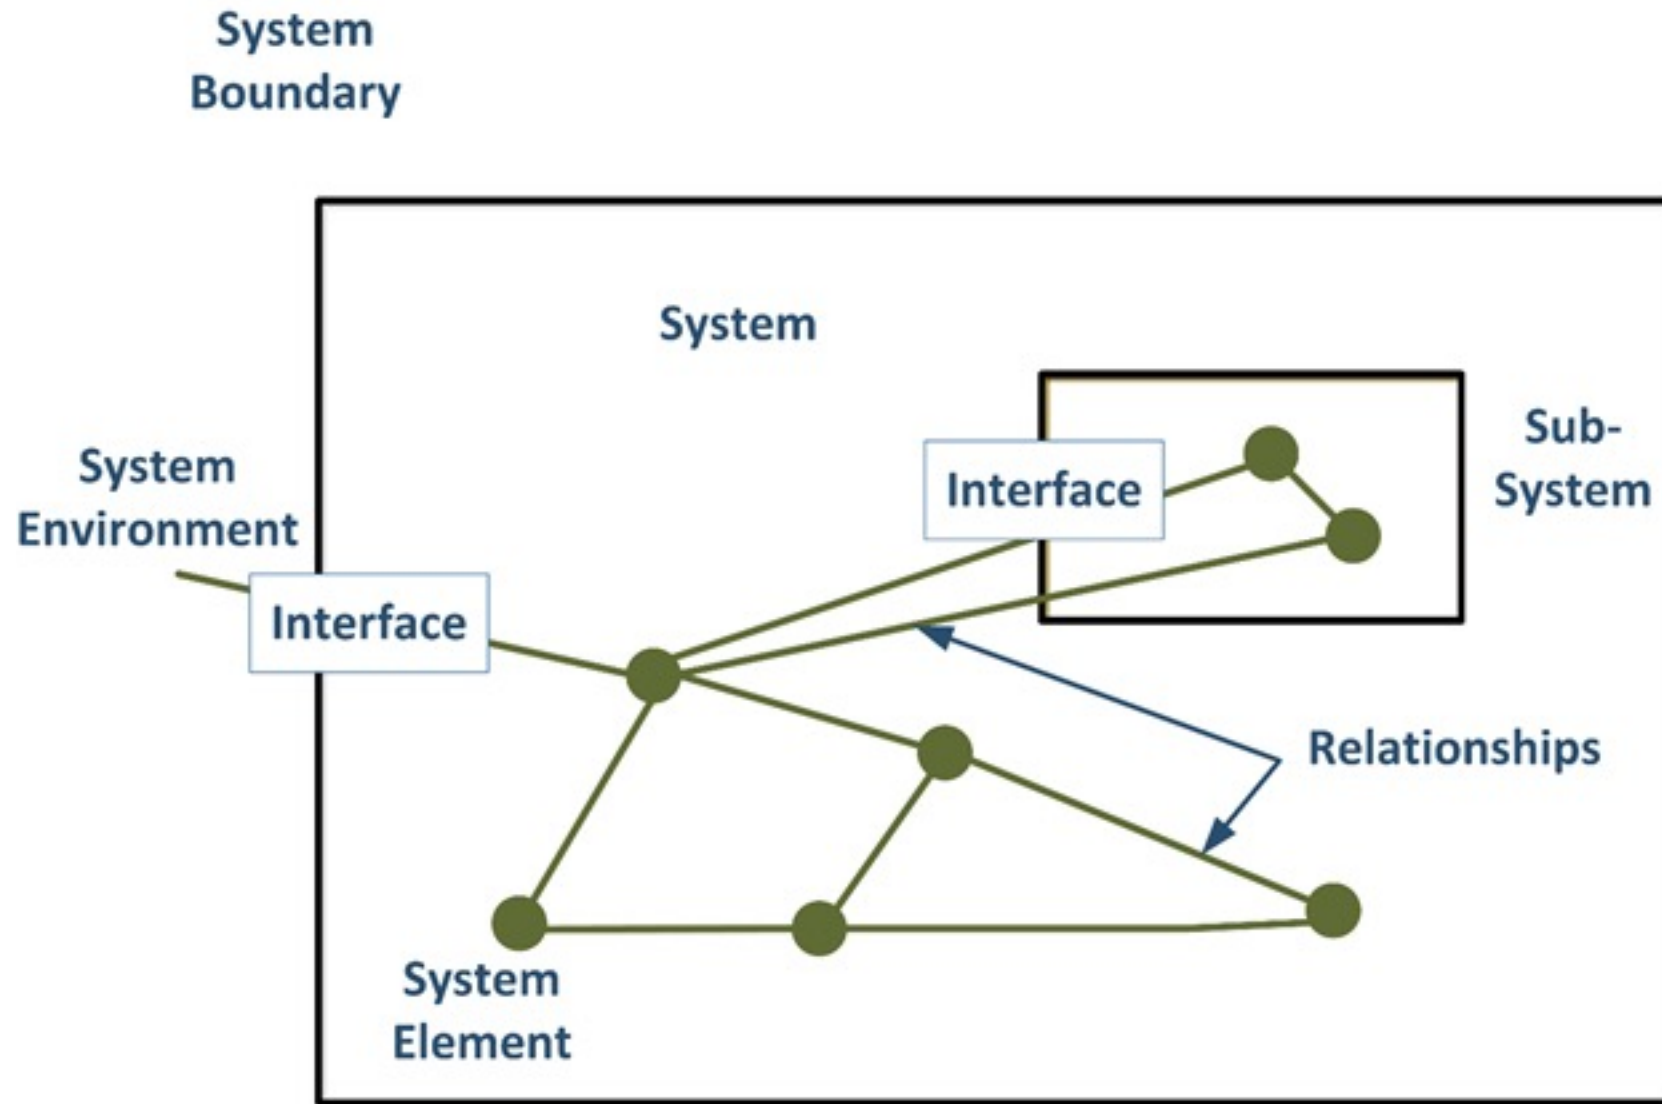 System
Boundary
System
Sub-
System
Interface
System
Environment
Interface
Relationships
System
Element